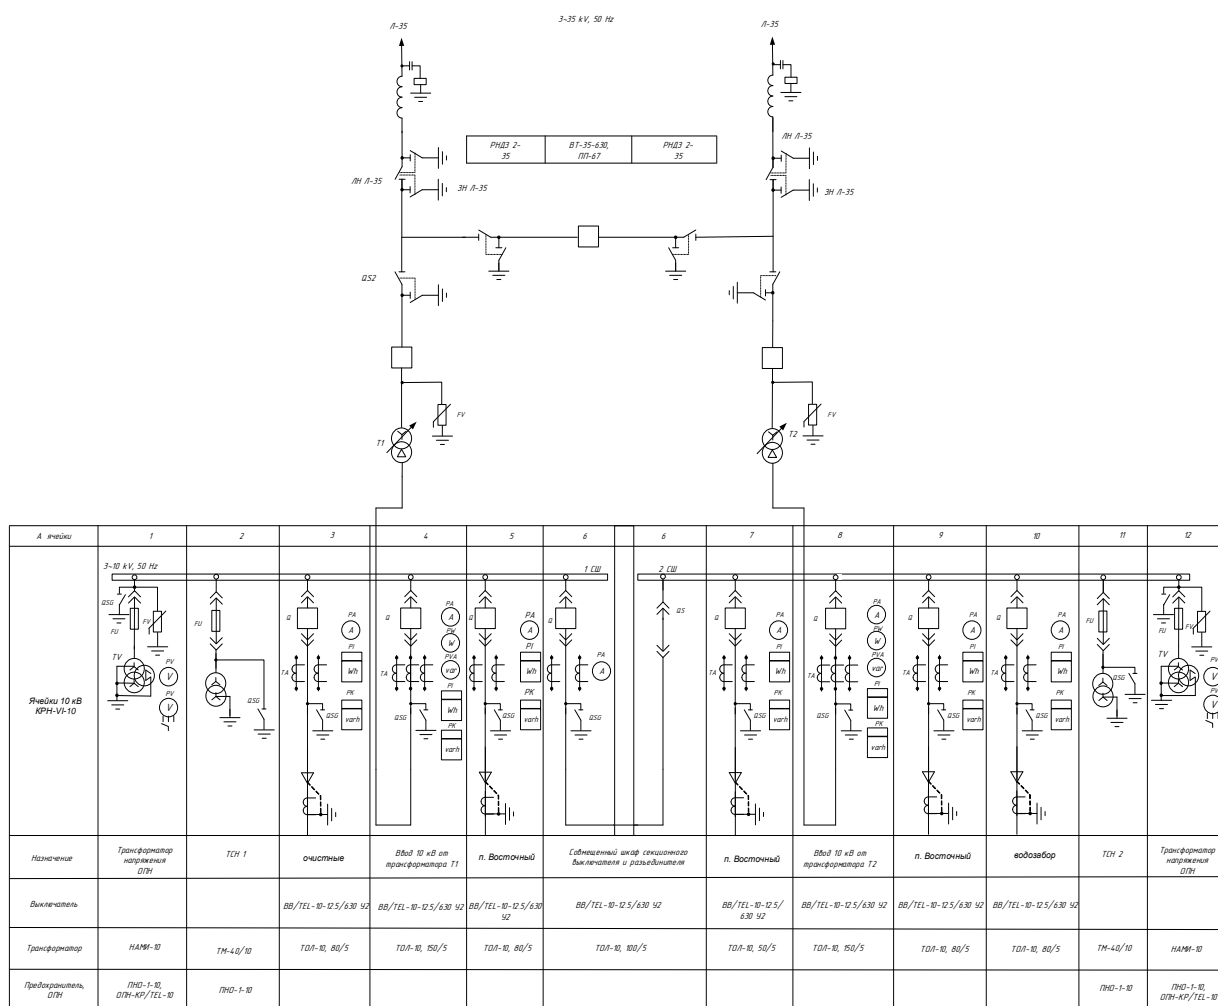 3~35 kV, 50 Hz
Л-35
Л-35
РНДЗ 2-
35
ВТ-35-630,
ПП-67
РНДЗ 2-
35
ЛН Л-35
ЛН Л-35
ЗН Л-35
ЗН Л-35
QS2
FV
FV
T1
T2
А ячейки
1
2
3
4
5
6
6
7
8
9
10
11
12
3~10 kV, 50 Hz
1 СШ
2 СШ
Ячейки 10 кВ
КРН-VI-10
QSG
FU
FV
TV
PV
V
PV
V
FU
QSG
Q
TA
QSG
PA
A
PI
Wh
PK
varh
Q
TA
QSG
PA
A
PW
W
PVA
var
PI
Wh
PK
varh
Q
QSG
PA
A
PI
Wh
PK
varh
Q
QSG
PA
A
QS
Q
TA
QSG
PA
A
PI
Wh
PK
varh
Q
TA
QSG
PA
A
PW
W
PVA
var
PI
Wh
PK
varh
Q
QSG
PA
A
PI
Wh
PK
varh
Q
QSG
PA
A
PI
Wh
PK
varh
FU
QSG
QSG
FU
FV
TV
PV
V
PV
V
Назначение
Трансформатор
напряжения
ОПН
ТСН 1
очистные
Ввод 10 кВ от
трансформатора Т1
п. Восточный
Совмещенный шкаф секционного
выключателя и разъединителя
п. Восточный
Ввод 10 кВ от
трансформатора Т2
п. Восточный
водозабор
ТСН 2
Трансформатор
напряжения
ОПН
Выключатель
ВВ/TEL-10-12.5/630 У2
ВВ/TEL-10-12.5/630 У2
ВВ/TEL-10-12.5/630
У2
ВВ/TEL-10-12.5/630 У2
ВВ/TEL-10-12.5/
630 У2
ВВ/TEL-10-12.5/630 У2
ВВ/TEL-10-12.5/630 У2
ВВ/TEL-10-12.5/630 У2
Трансформатор
НАМИ-10
ТМ-40/10
ТОЛ-10, 80/5
ТОЛ-10, 150/5
ТОЛ-10, 80/5
ТОЛ-10, 100/5
ТОЛ-10, 50/5
ТОЛ-10, 150/5
ТОЛ-10, 80/5
ТОЛ-10, 80/5
ТМ-40/10
НАМИ-10
Предохранитель,
ОПН
ПНО-1-10,
ОПН-КР/TEL-10
ПНО-1-10
ПНО-1-10
ПНО-1-10,
ОПН-КР/TEL-10